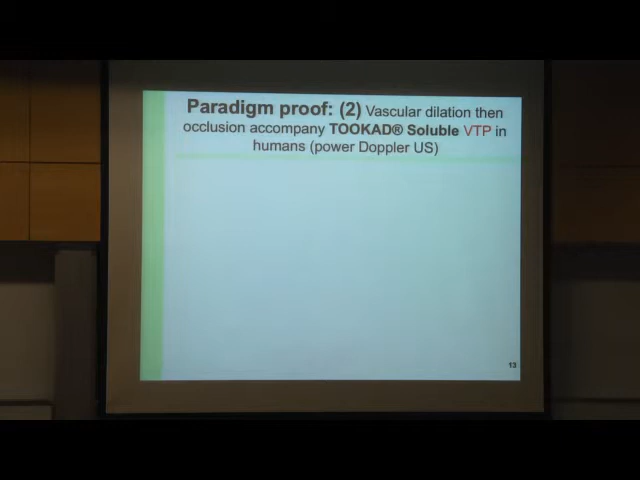 Paradigm proof: (2) Vascular dilation then
occlusion accompany TOOKAD® Soluble VTP in
humans (power Doppler US)
13